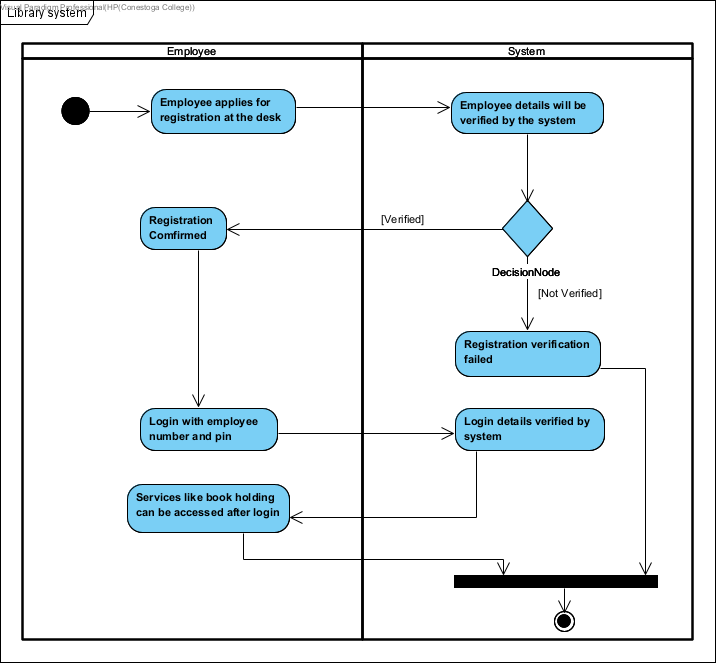 Visual Paradigm Professional(HP(Conestoga College))
Library system
Employee
System
Employee applies for
registration at the desk
Employee details will be
verified by the system
[Verified]
Registration
Comfirmed
DecisionNode
[Not Verified]
Registration verification
failed
Login with employee
number and pin
Login details verified by
system
Services like book holding
can be accessed after login